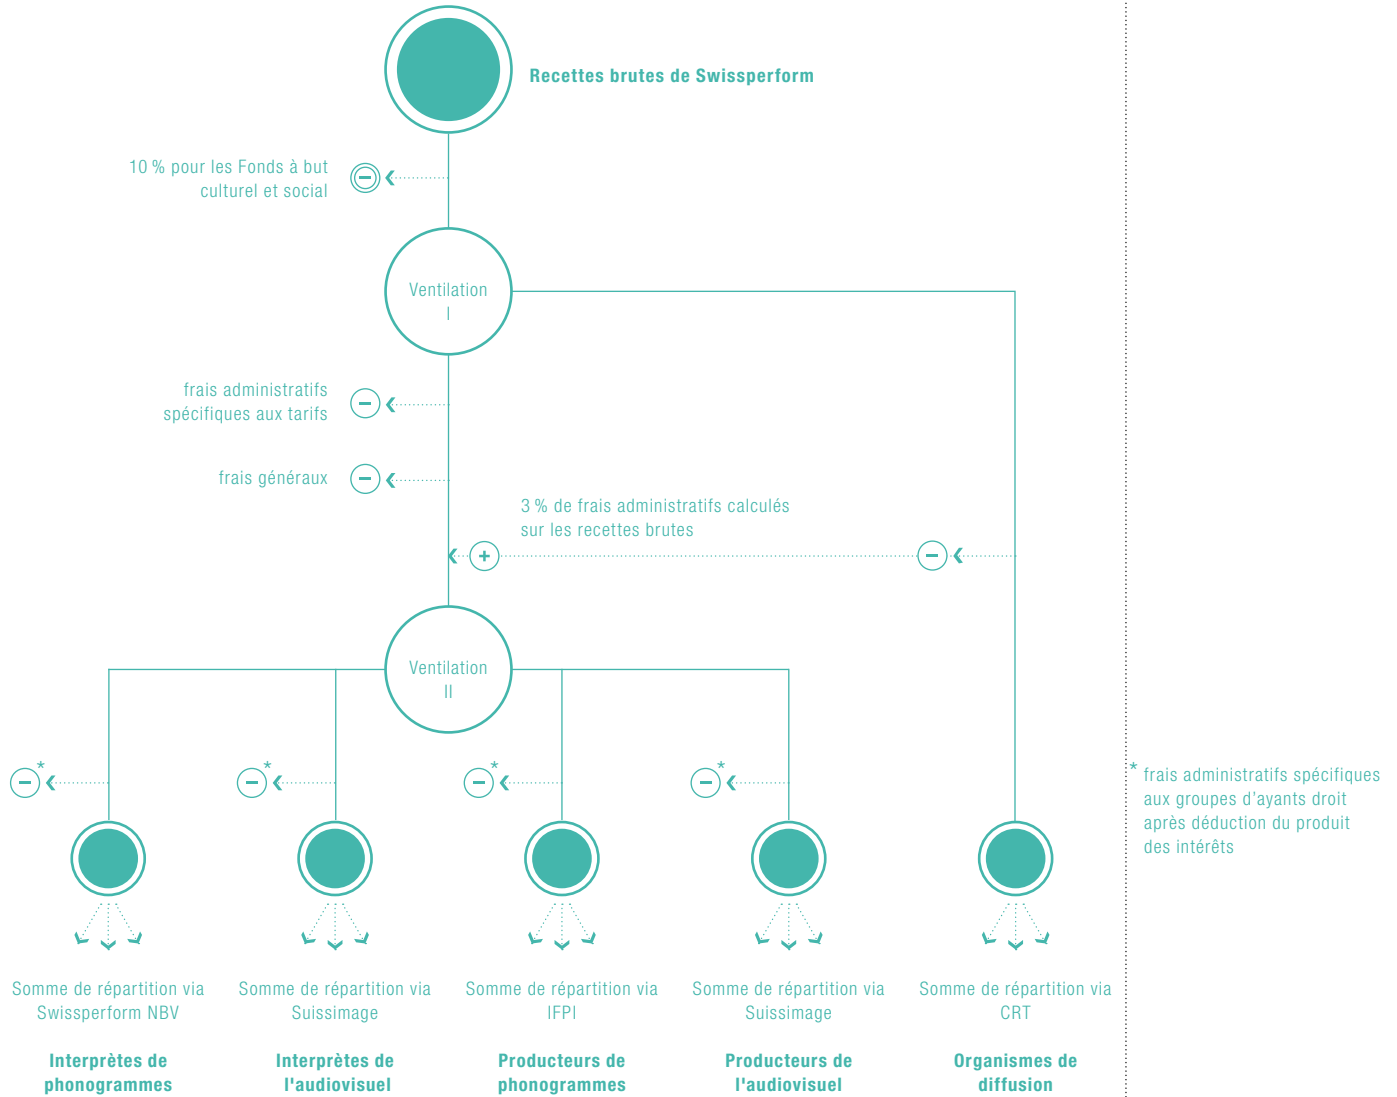 Recettes brutes de Swissperform
10 % pour les Fonds à but
culturel et social
Ventilation
I
frais administratifs
spécifiques aux tarifs
frais généraux
3 % de frais administratifs calculés
sur les recettes brutes
Ventilation
II
*
*
*
*
* frais administratifs spécifiques
aux groupes d'ayants droit
après déduction du produit
des intérêts
Somme de répartition via
Swissperform NBV
Interprètes de
phonogrammes
Somme de répartition via
Suissimage
Interprètes de
l'audiovisuel
Somme de répartition via
IFPI
Producteurs de
phonogrammes
Somme de répartition via
Suissimage
Producteurs de
l'audiovisuel
Somme de répartition via
CRT
Organismes de
diffusion